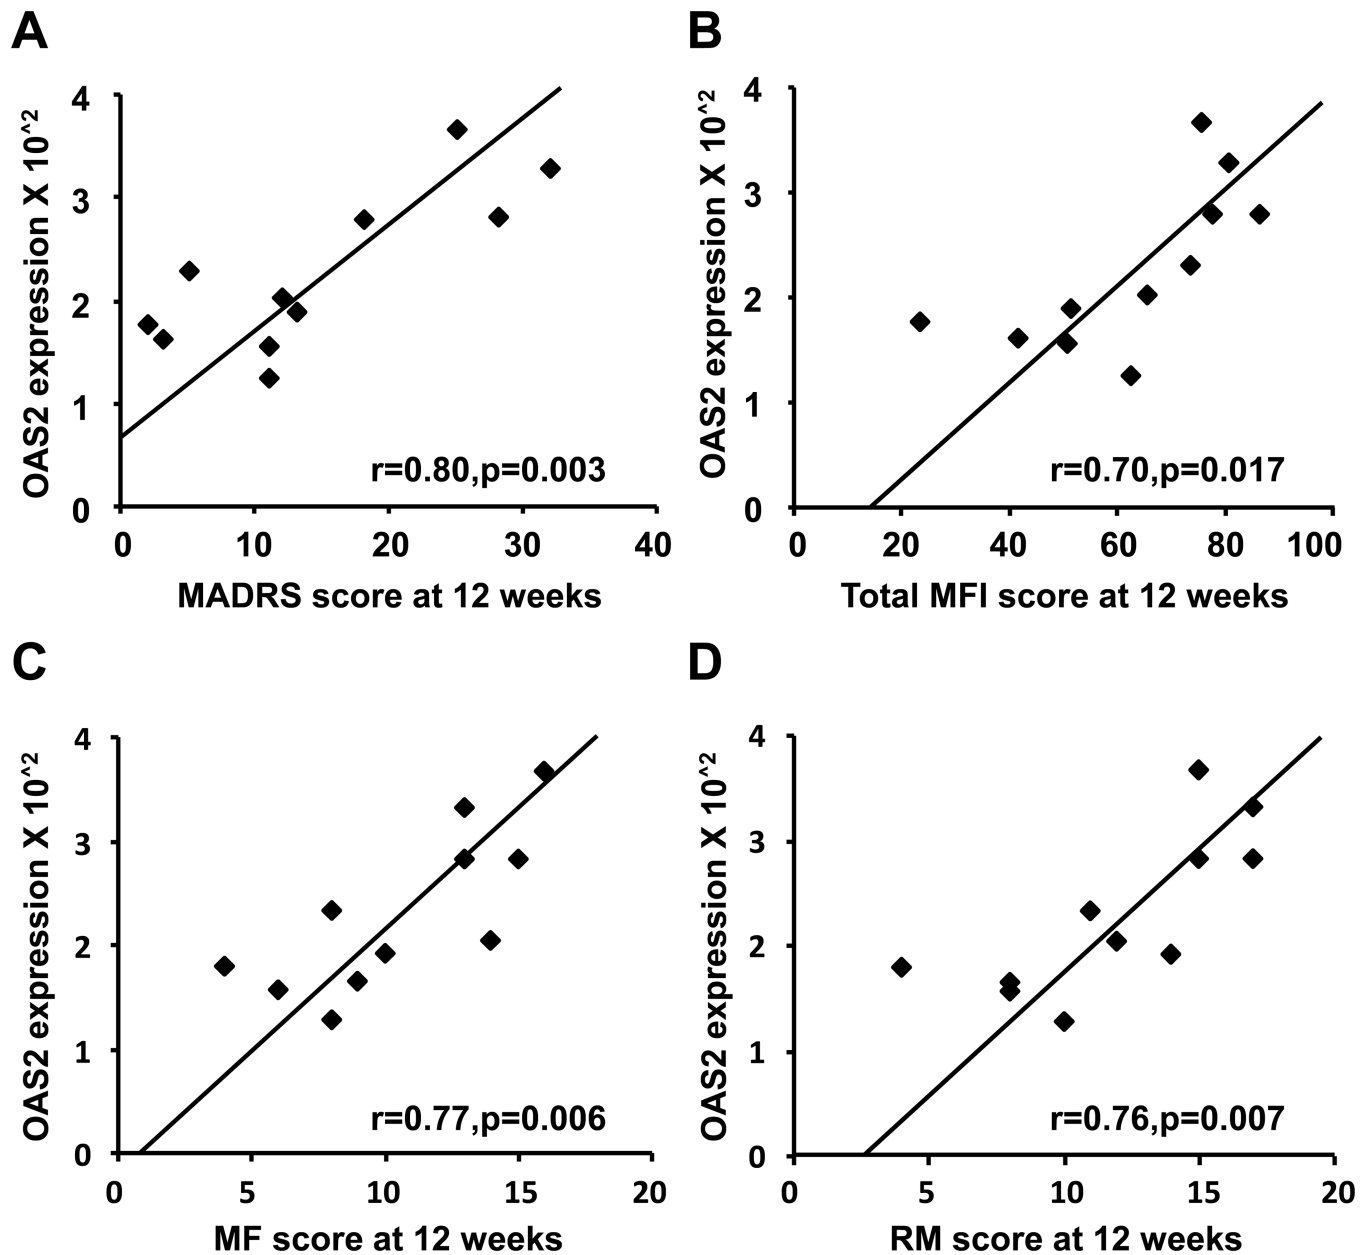 A
OAS2 expression X 10^2
4
3
2
1
0
r=0.80,p=0.003
0 10 20 30 40
MADRS score at 12 weeks
B
OAS2 expression X 10^2
4
3
2
1
0
r=0.70,p=0.017
0 20 40 60 80 100
Total MFI score at 12 weeks
C
OAS2 expression X 10^2
4
3
2
1
0
r=0.77,p=0.006
0 5 10 15 20
MF score at 12 weeks
D
OAS2 expression X 10^2
4
3
2
1
0
r=0.76,p=0.007
0 5 10 15 20
RM score at 12 weeks